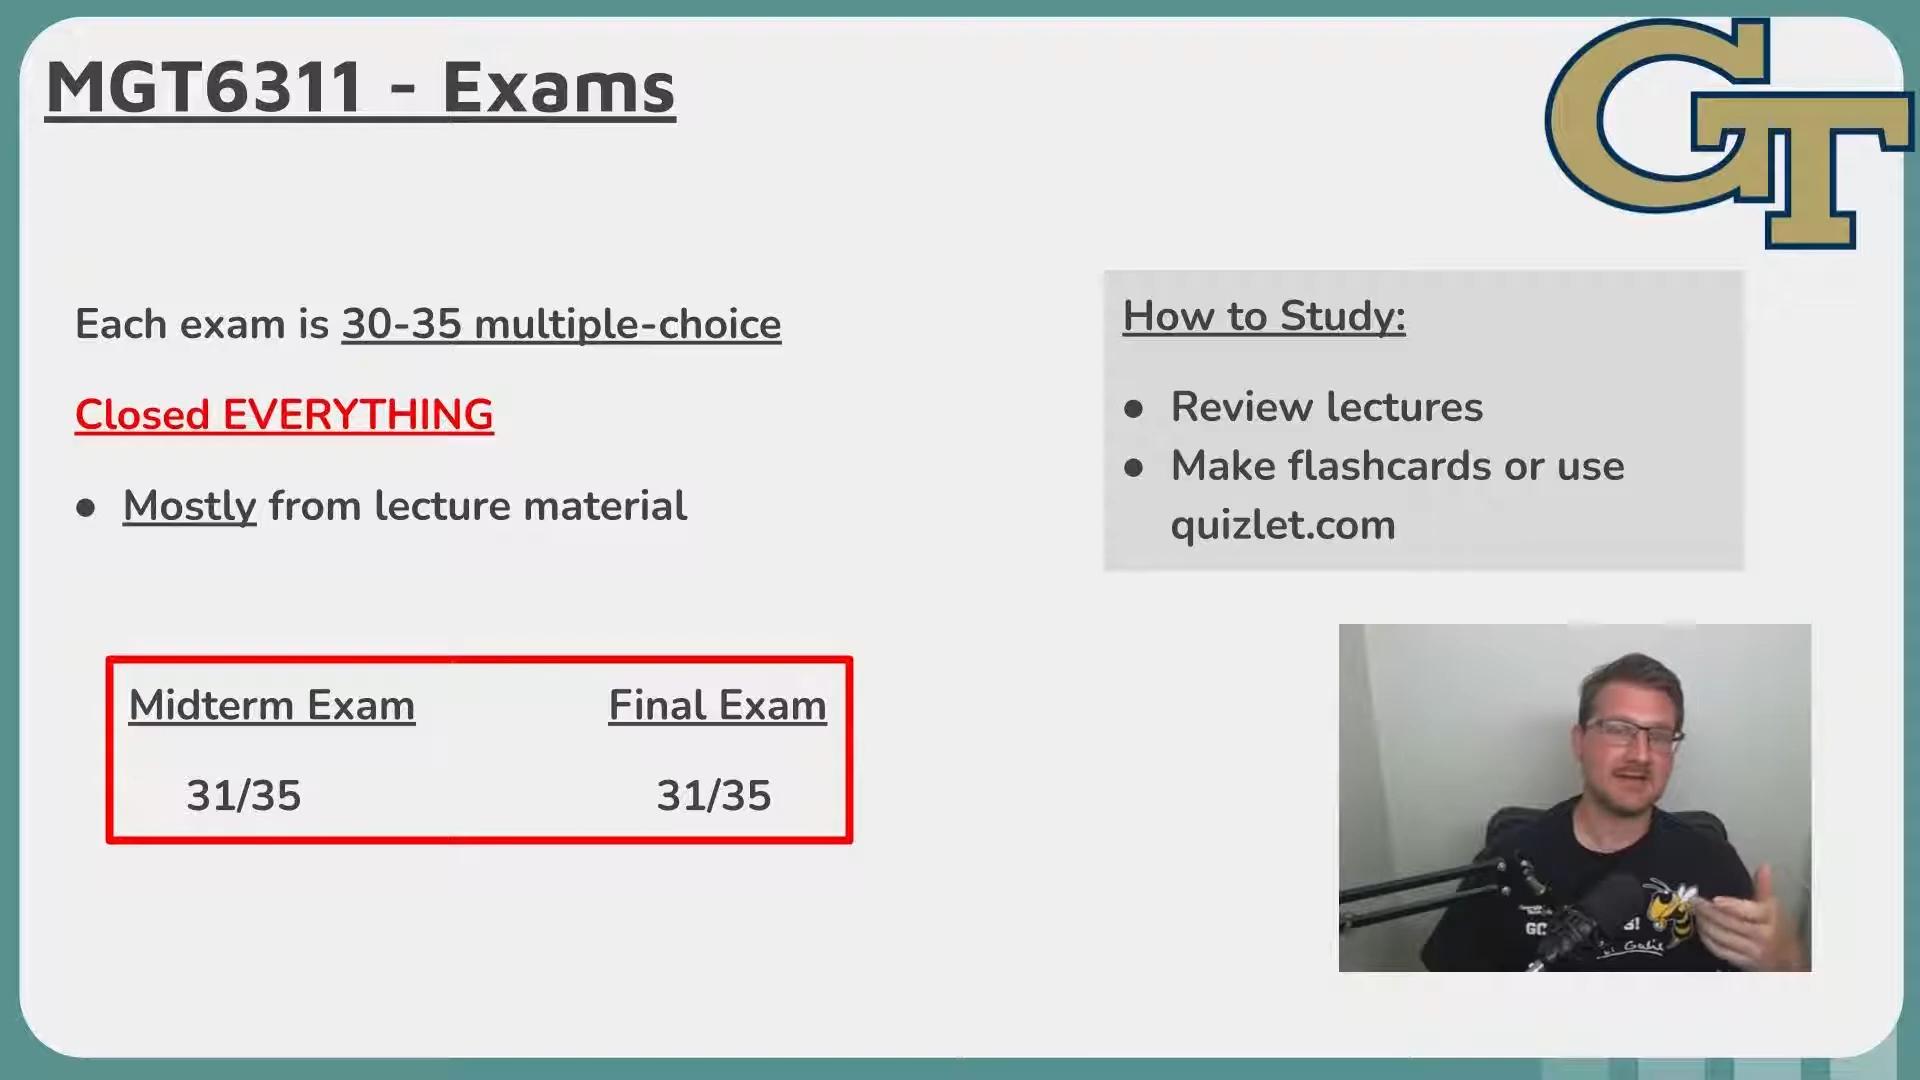 MGT6311 - Exams
GT
Each exam is 30-35 multiple-choice
Closed EVERYTHING
● Mostly from lecture material
Midterm Exam
Final Exam
31/35
31/35
How to Study:
● Review lectures
● Make flashcards or use
quizlet.com